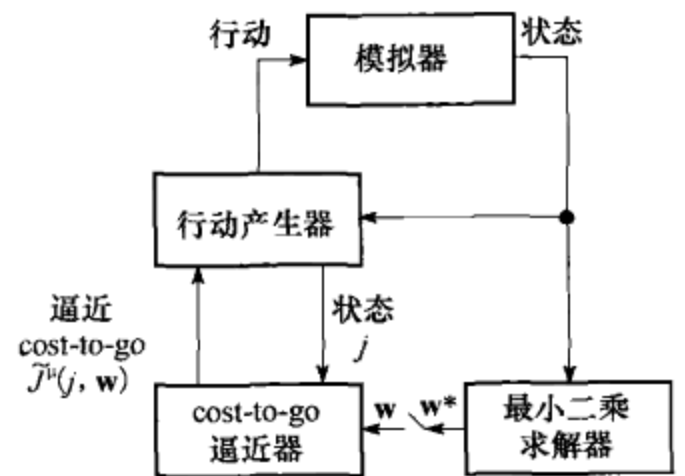 行动
模拟器
状态
行动产生器
逼近
cost-to-go
J̃ᵘ(j, w)
状态
j
cost-to-go
逼近器
w
w*
最小二乘
求解器